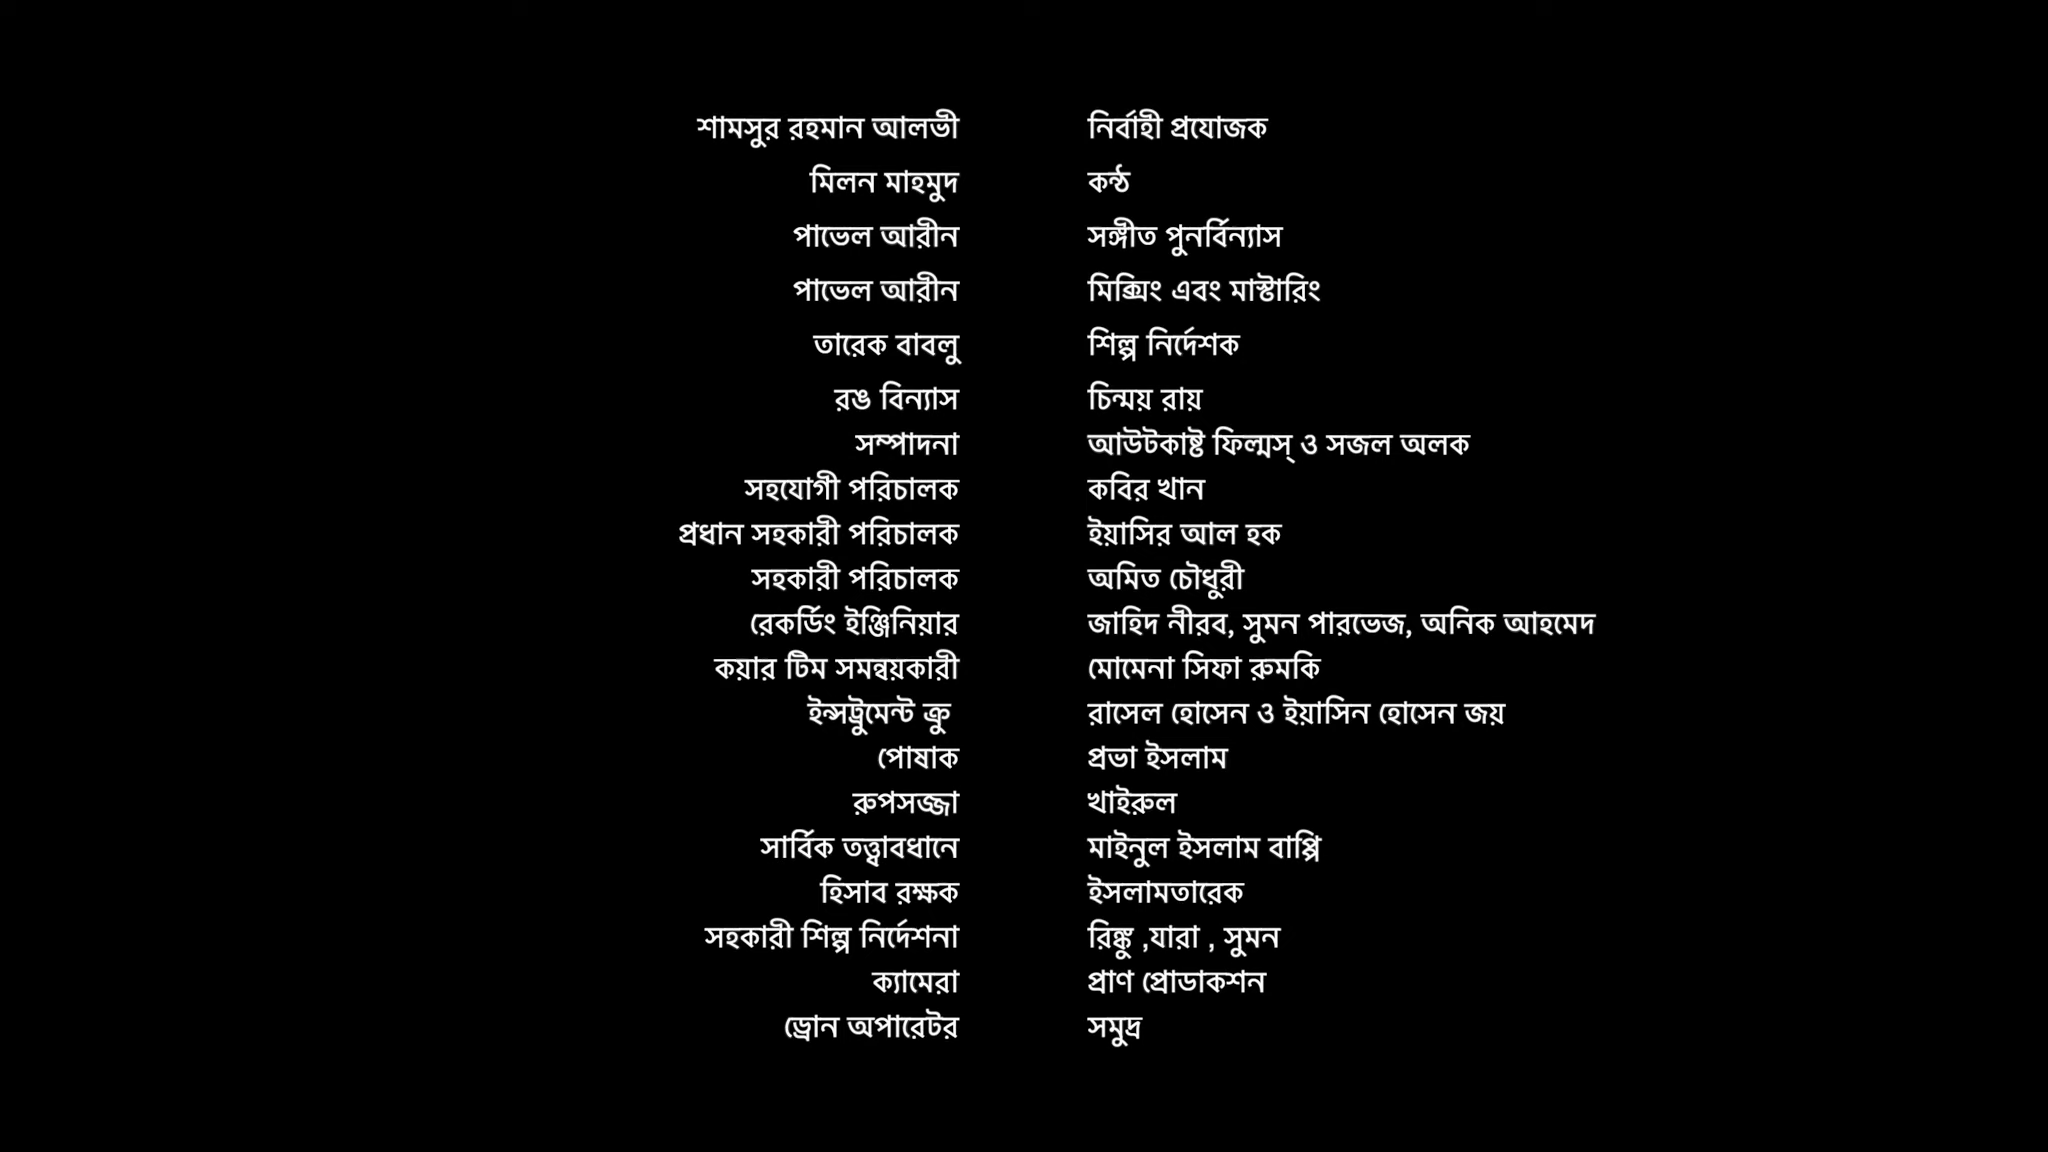 শামসুর রহমান আলভী নির্বাহী প্রযোজক
মিলন মাহমুদ কন্ঠ
পাভেল আরীন সঙ্গীত পুনর্বিন্যাস
পাভেল আরীন মিক্সিং এবং মাস্টারিং
তারেক বাবলু শিল্প নির্দেশক
রঙ বিন্যাস চিন্ময় রায়
সম্পাদনা আউটকাষ্ট ফিল্মস্ ও সজল অলক
সহযোগী পরিচালক কবির খান
প্রধান সহকারী পরিচালক ইয়াসির আল হক
সহকারী পরিচালক অমিত চৌধুরী
রেকর্ডিং ইঞ্জিনিয়ার জাহিদ নীরব, সুমন পারভেজ, অনিক আহমেদ
কয়ার টিম সমন্বয়কারী মোমেনা সিফা রুমকি
ইন্সট্রুমেন্ট ক্রু রাসেল হোসেন ও ইয়াসিন হোসেন জয়
পোষাক প্রভা ইসলাম
রুপসজ্জা খাইরুল
সার্বিক তত্ত্বাবধানে মাইনুল ইসলাম বাপ্পি
হিসাব রক্ষক ইসলামতারেক
সহকারী শিল্প নির্দেশনা রিঙ্কু ,যারা , সুমন
ক্যামেরা প্রাণ প্রোডাকশন
ড্রোন অপারেটর সমুদ্র